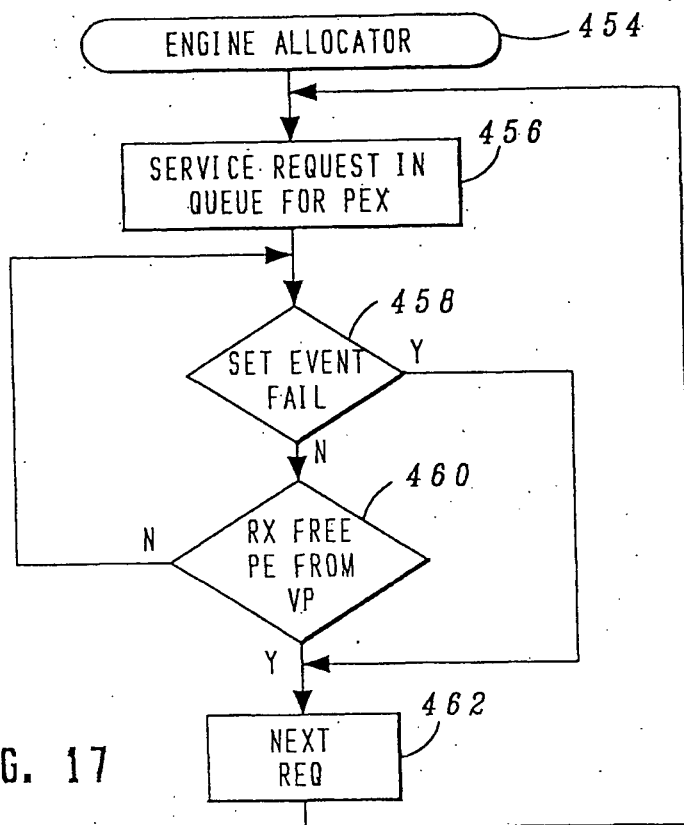 ENGINE ALLOCATOR
454
456
SERVICE REQUEST IN
QUEUE FOR PEX
458
SET EVENT
FAIL
Y
N
460
RX FREE
PE FROM
VP
N
Y
462
NEXT
REQ
G. 17